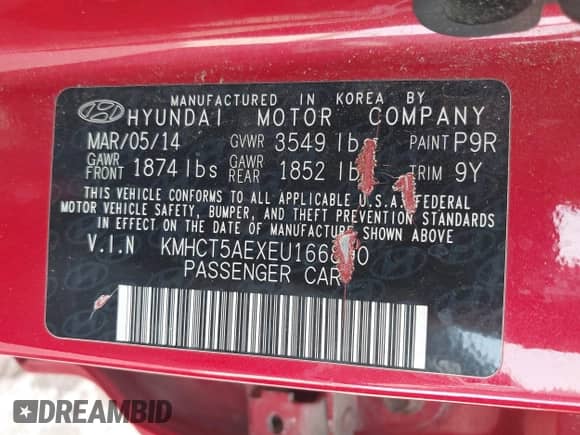 MANUFACTURED IN KOREA BY
HYUNDAI MOTOR COMPANY
MAR/05/14 GVWR 3549 lbs PAINT P9R
GAWR FRONT 1874 lbs GAWR REAR 1852 lbs TRIM 9Y
THIS VEHICLE CONFORMS TO ALL APPLICABLE U.S.A. FEDERAL
MOTOR VEHICLE SAFETY, BUMPER, AND THEFT PREVENTION STANDARDS
IN EFFECT ON THE DATE OF MANUFACTURE SHOWN ABOVE
V.I.N
PASSENGER CAR
DREAMBID